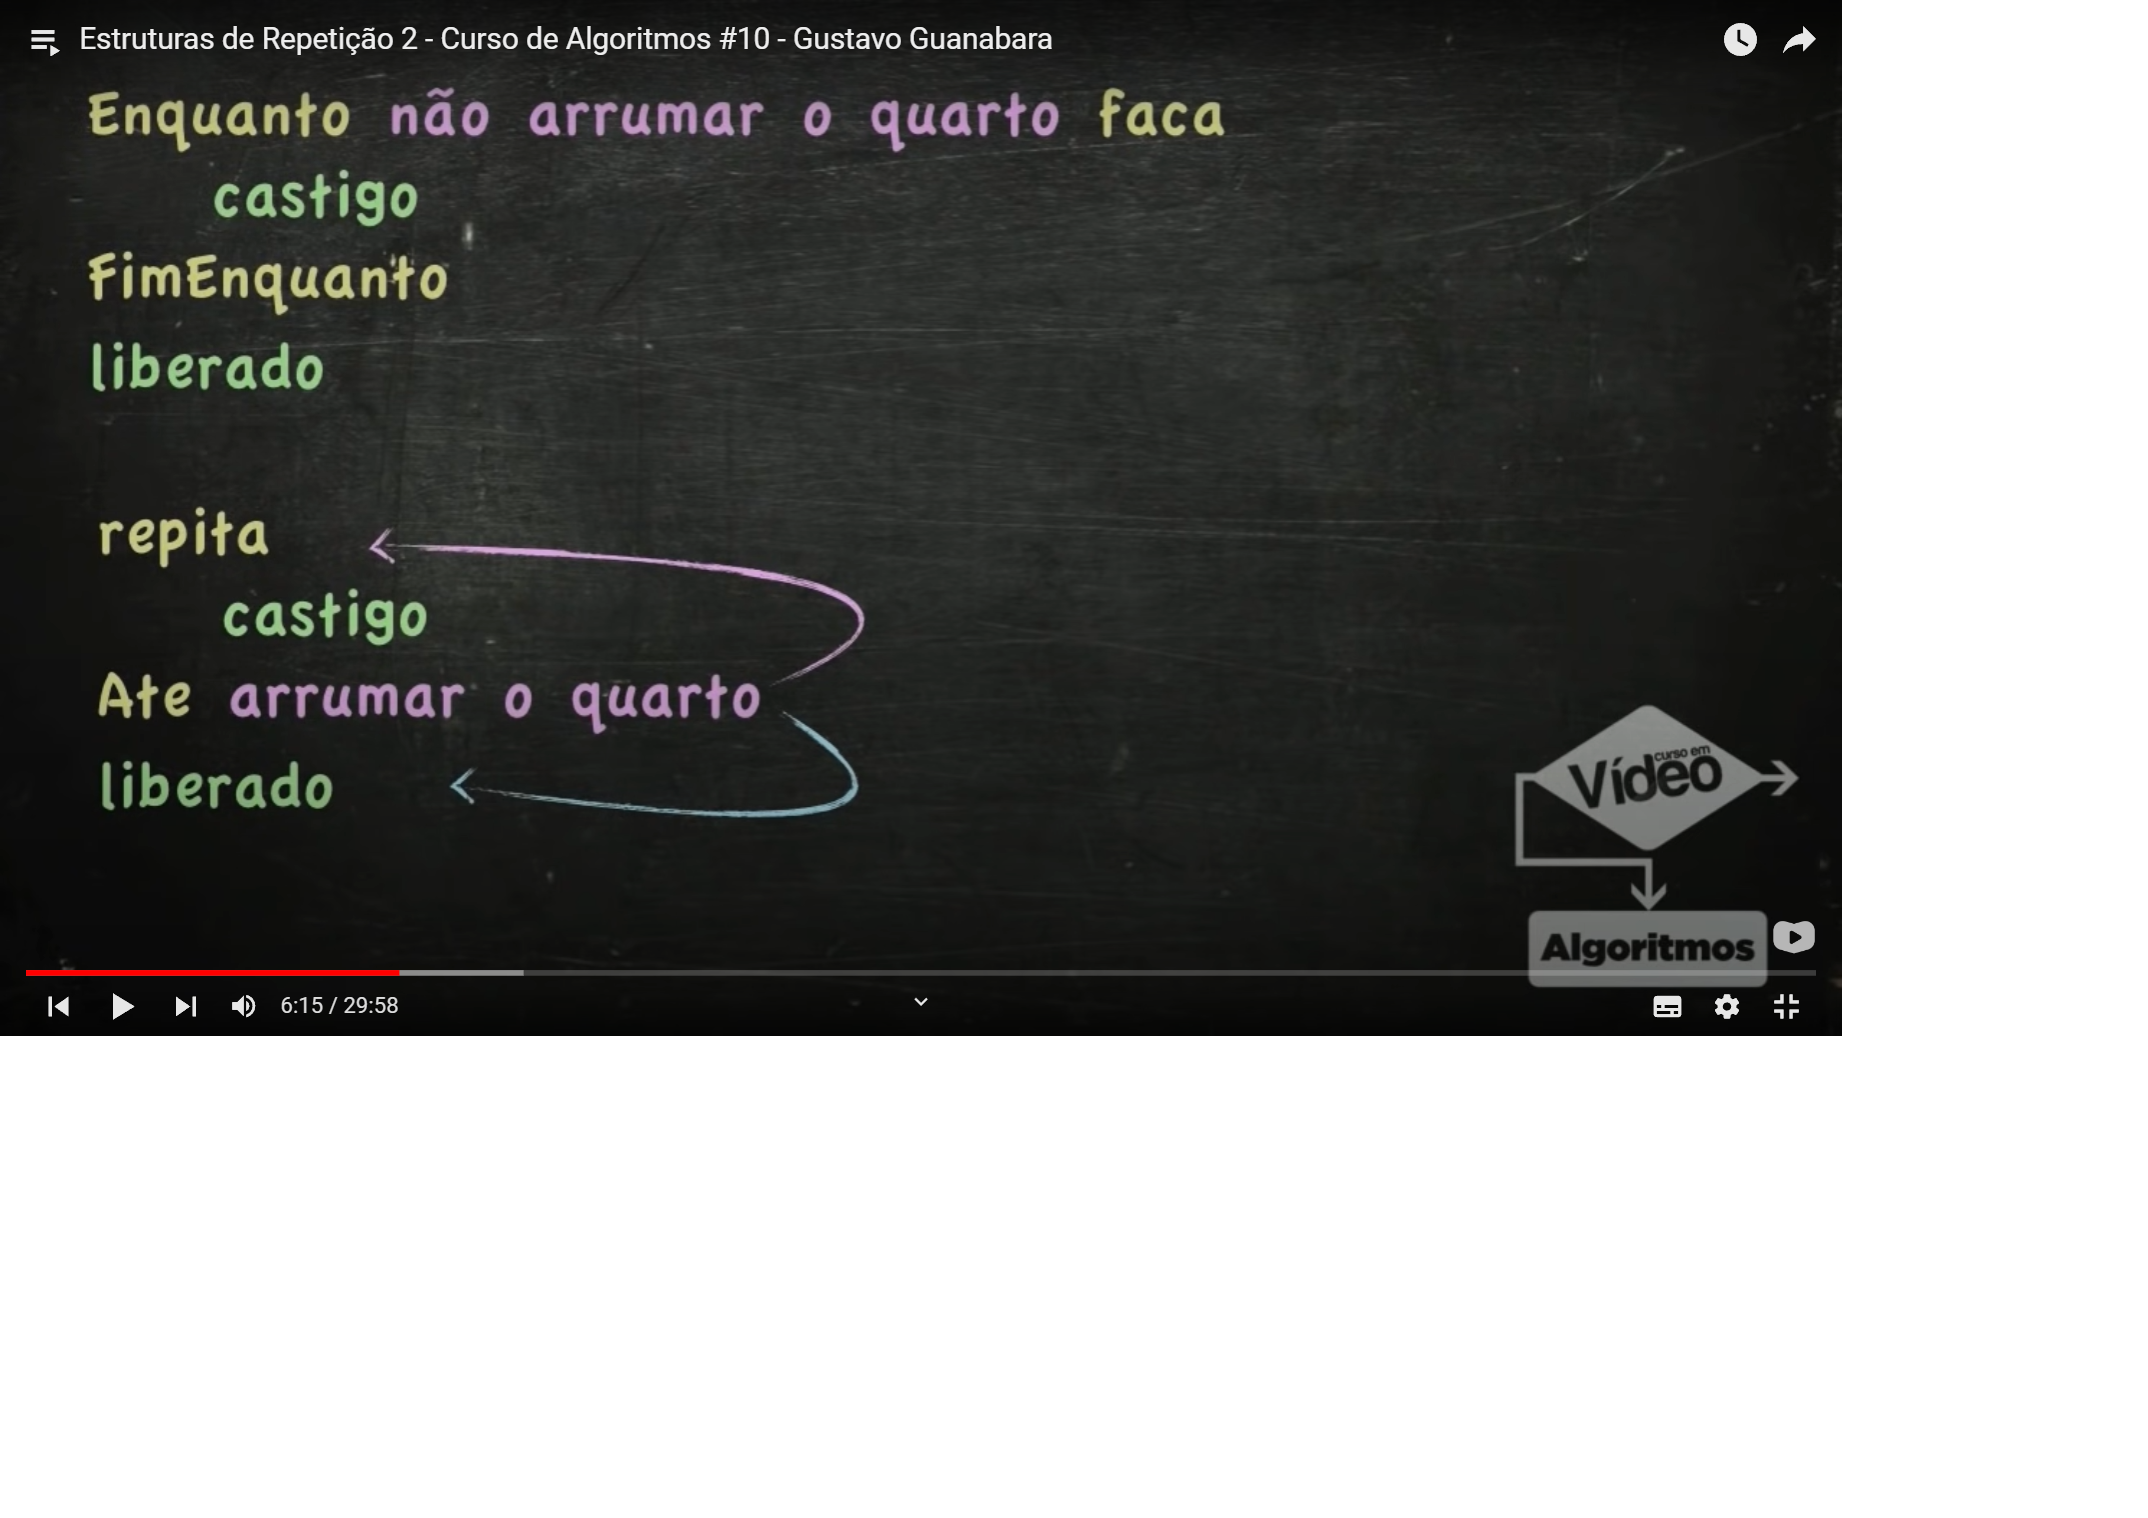 Estruturas de Repetição 2 - Curso de Algoritmos #10 - Gustavo Guanabara
Enquanto não arrumar o quarto faca
castigo
FimEnquanto
liberado
repita
castigo
Ate arrumar o quarto
liberado
curso em
Vídeo
Algoritmos
6:15 / 29:58